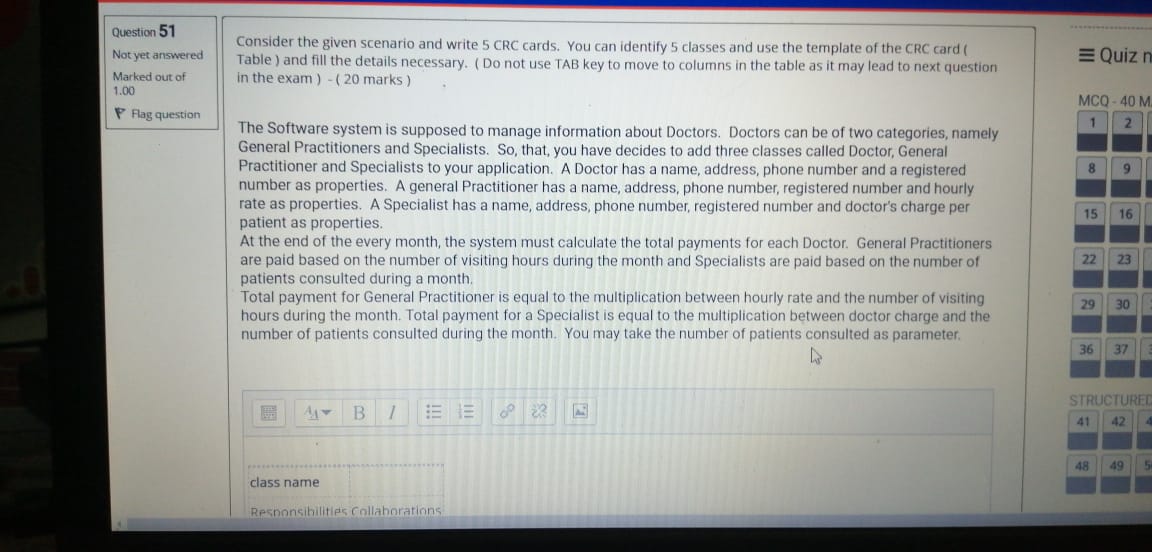 Question 51
Not yet answered
Marked out of
1.00
Flag question
Consider the given scenario and write 5 CRC cards. You can identify 5 classes and use the template of the CRC card (
Table ) and fill the details necessary. ( Do not use TAB key to move to columns in the table as it may lead to next question
in the exam ) - ( 20 marks )
The Software system is supposed to manage information about Doctors. Doctors can be of two categories, namely
General Practitioners and Specialists. So, that, you have decides to add three classes called Doctor, General
Practitioner and Specialists to your application. A Doctor has a name, address, phone number and a registered
number as properties. A general Practitioner has a name, address, phone number, registered number and hourly
rate as properties. A Specialist has a name, address, phone number, registered number and doctor's charge per
patient as properties.
At the end of the every month, the system must calculate the total payments for each Doctor. General Practitioners
are paid based on the number of visiting hours during the month and Specialists are paid based on the number of
patients consulted during a month.
Total payment for General Practitioner is equal to the multiplication between hourly rate and the number of visiting
hours during the month. Total payment for a Specialist is equal to the multiplication between doctor charge and the
number of patients consulted during the month. You may take the number of patients consulted as parameter.
B I
class name
Responsibilities Collaborations
Quiz n
MCQ - 40 M
1 2
8 9
15 16
22 23
29 30
36 37
STRUCTURED
41 42
48 49